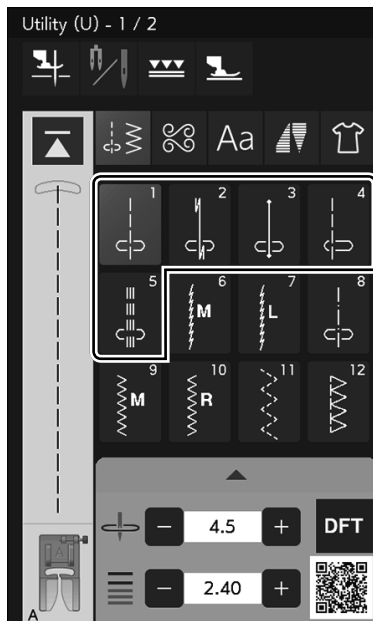 Utility (U) - 1 / 2
Aa
1 2 3 4
5 6 7 8
M L
9 10 11 12
M R
− 4.5 + DFT
− 2.40 +
A